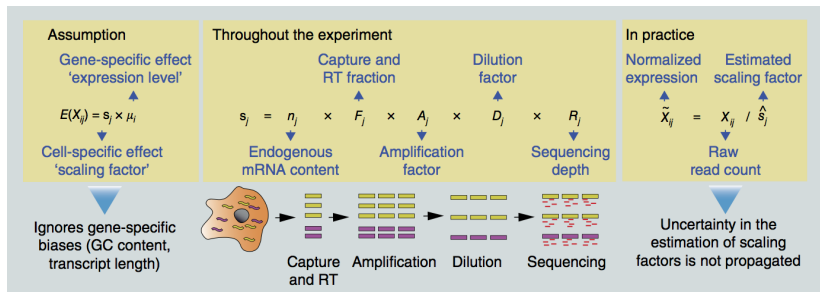 Assumption
Gene-specific effect
'expression level'
E(Xij) = sj × μi
Cell-specific effect
'scaling factor'
Ignores gene-specific
biases (GC content,
transcript length)
Throughout the experiment
Capture and
RT fraction
Dilution
factor
sj = nj × Fj × Aj × Dj × Rj
Endogenous
mRNA content
Amplification
factor
Sequencing
depth
Capture
and RT
Amplification
Dilution
Sequencing
In practice
Normalized
expression
Estimated
scaling factor
X̃ij = Xij / ŝj
Raw
read count
Uncertainty in the
estimation of scaling
factors is not propagated